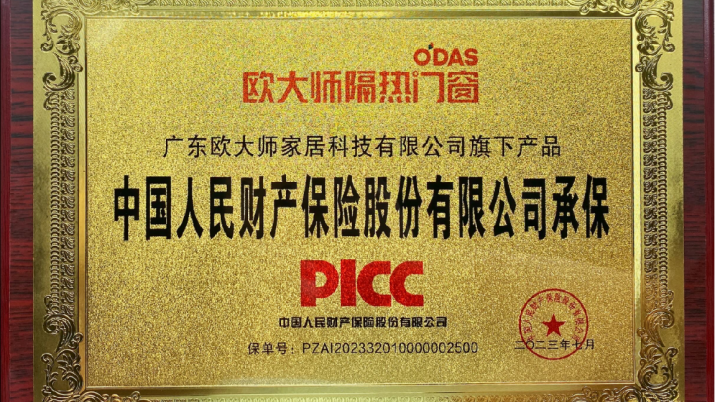 O'DAS
欧大师隔热门窗
广东欧大师家居科技有限公司旗下产品
中国人民财产保险股份有限公司承保
PICC
中国人民财产保险股份有限公司
保单号：PZAI202332010000002500
二〇二三年七月